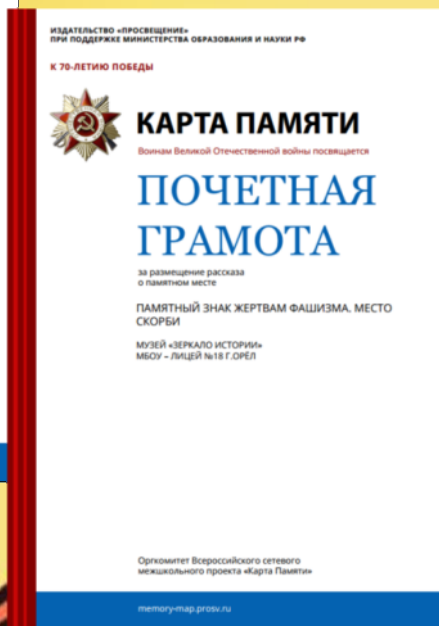 ИЗДАТЕЛЬСТВО «ПРОСВЕЩЕНИЕ»
ПРИ ПОДДЕРЖКЕ МИНИСТЕРСТВА ОБРАЗОВАНИЯ И НАУКИ РФ
К 70-ЛЕТИЮ ПОБЕДЫ
КАРТА ПАМЯТИ
Воинам Великой Отечественной войны посвящается
ПОЧЕТНАЯ
ГРАМОТА
за размещение рассказа
о памятном месте
ПАМЯТНЫЙ ЗНАК ЖЕРТВАМ ФАШИЗМА. МЕСТО
СКОРБИ
МУЗЕЙ «ЗЕРКАЛО ИСТОРИИ»
МБОУ – ЛИЦЕЙ №18 Г.ОРЁЛ
Оргкомитет Всероссийского сетевого
межшкольного проекта «Карта Памяти»
memory-map.prosv.ru